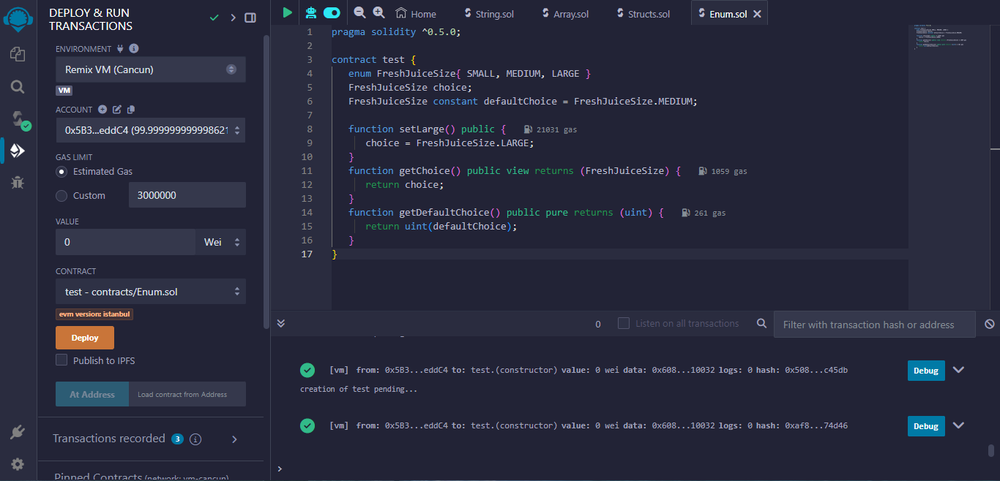 DEPLOY & RUN
TRANSACTIONS
ENVIRONMENT
Remix VM (Cancun)
VM
ACCOUNT
0x5B3...eddC4 (99.999999999998621
GAS LIMIT
Estimated Gas
Custom
3000000
VALUE
0
Wei
CONTRACT
test - contracts/Enum.sol
evm version: istanbul
Deploy
Publish to IPFS
At Address
Load contract from Address
Transactions recorded 3
Pinned Contracts (network: vm-cancun)
Home
String.sol
Array.sol
Structs.sol
Enum.sol
1 pragma solidity ^0.5.0;
2
3 contract test {
4 enum FreshJuiceSize{ SMALL, MEDIUM, LARGE }
5 FreshJuiceSize choice;
6 FreshJuiceSize constant defaultChoice = FreshJuiceSize.MEDIUM;
7
8 function setLarge() public { 21031 gas
9 choice = FreshJuiceSize.LARGE;
10 }
11 function getChoice() public view returns (FreshJuiceSize) { 1059 gas
12 return choice;
13 }
14 function getDefaultChoice() public pure returns (uint) { 261 gas
15 return uint(defaultChoice);
16 }
17 }
0
Listen on all transactions
Filter with transaction hash or address
[vm] from: 0x5B3...eddC4 to: test.(constructor) value: 0 wei data: 0x608...10032 logs: 0 hash: 0x508...c45db
Debug
creation of test pending...
[vm] from: 0x5B3...eddC4 to: test.(constructor) value: 0 wei data: 0x608...10032 logs: 0 hash: 0xaf8...74d46
Debug
>